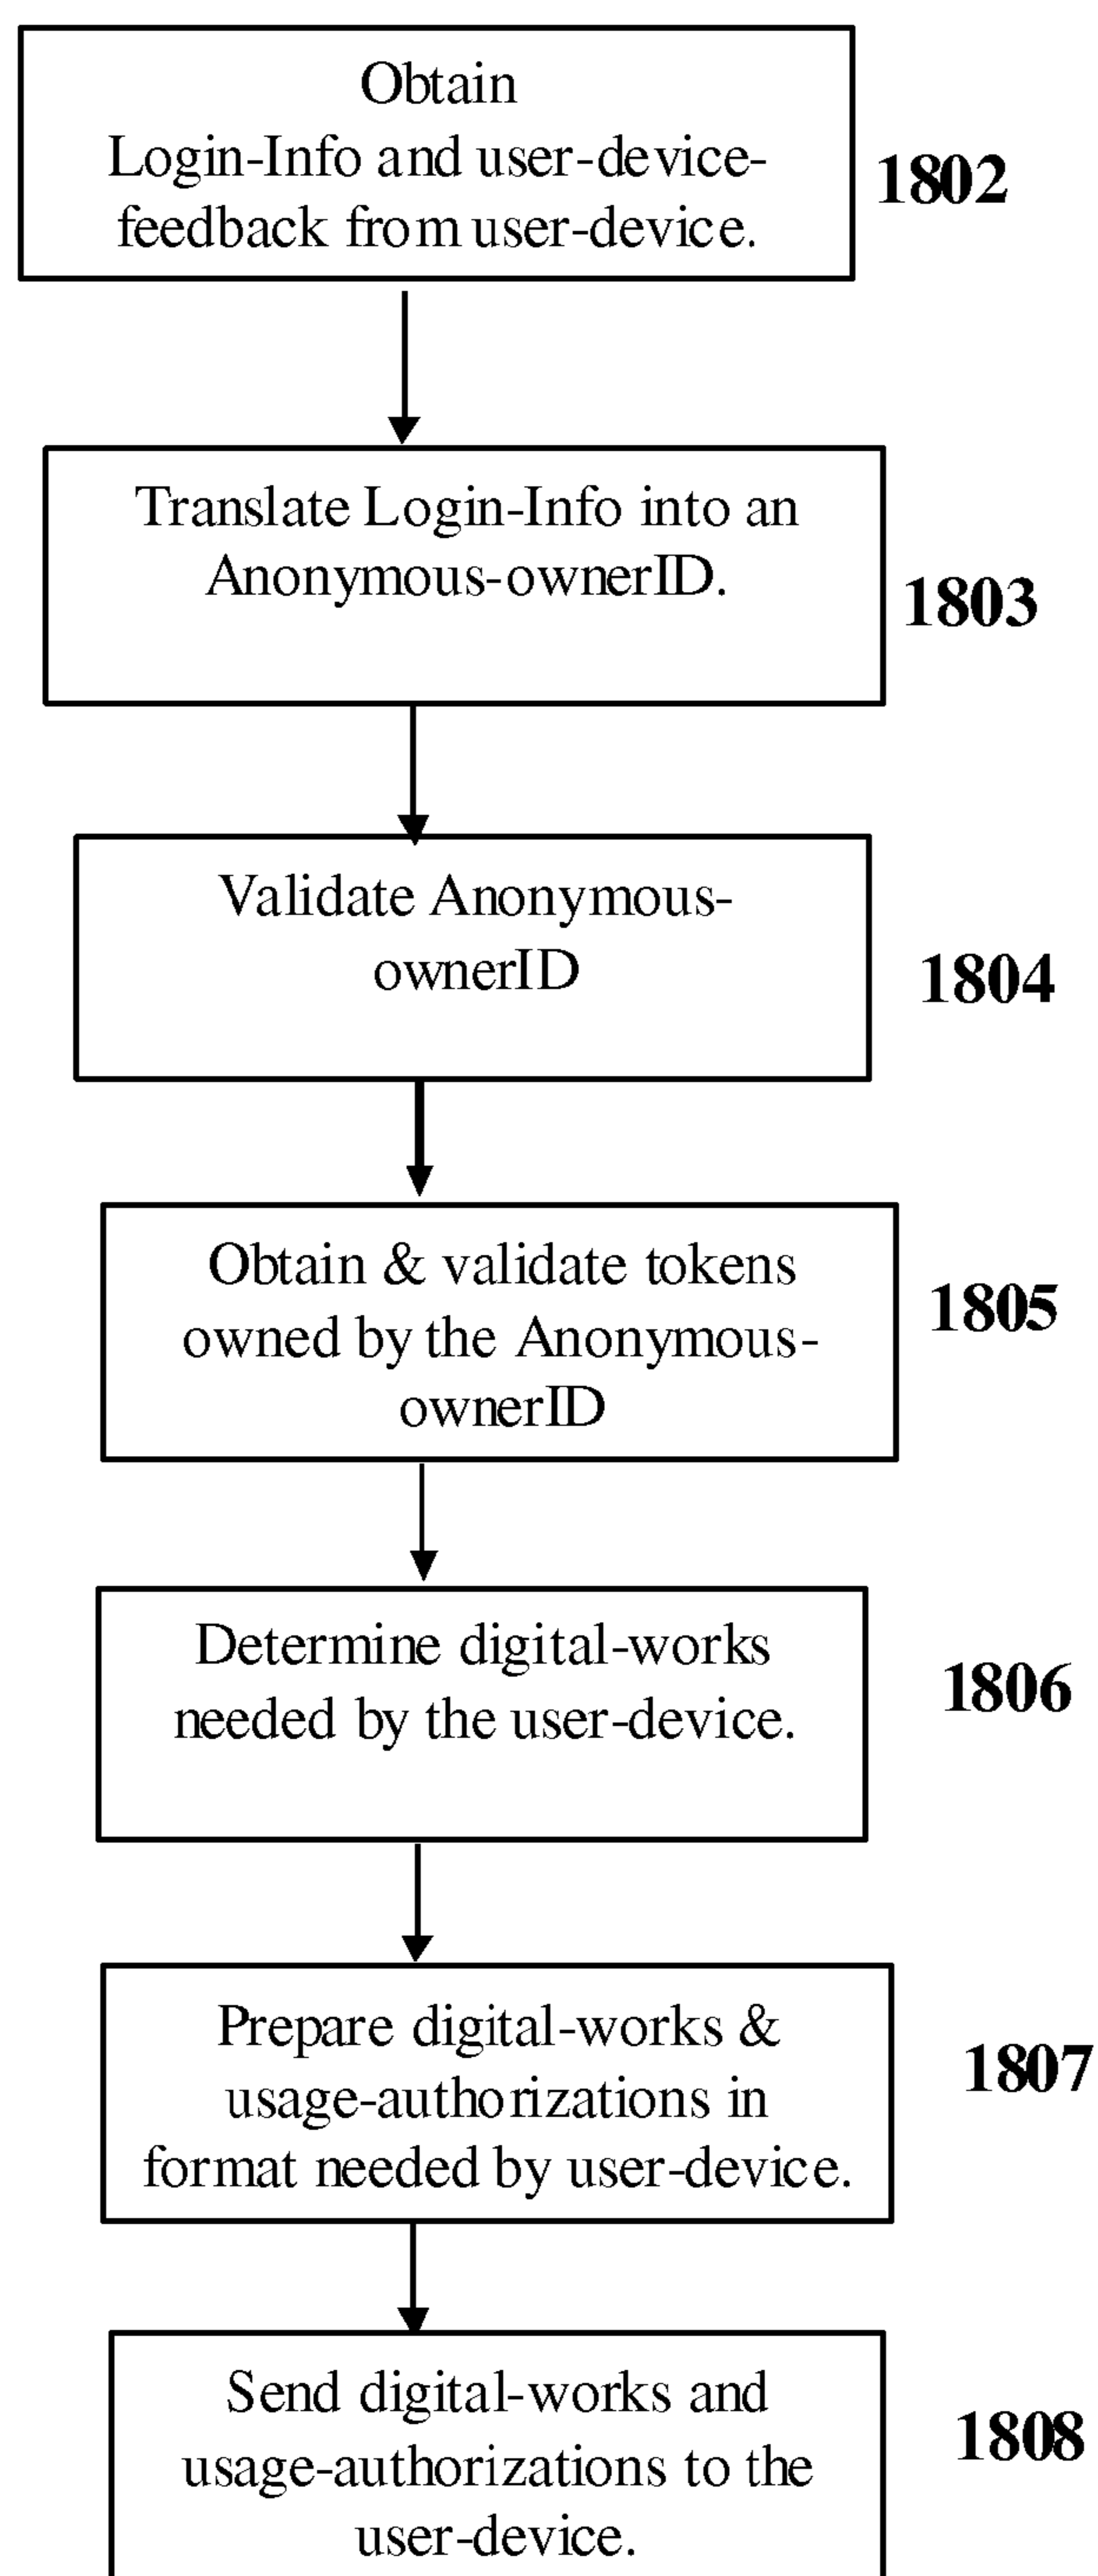 Obtain
Login-Info and user-device-
feedback from user-device.
1802
Translate Login-Info into an
Anonymous-ownerID.
1803
Validate Anonymous-
ownerID
1804
Obtain & validate tokens
owned by the Anonymous-
ownerID
1805
Determine digital-works
needed by the user-device.
1806
Prepare digital-works &
usage-authorizations in
format needed by user-device.
1807
Send digital-works and
usage-authorizations to the
user-device.
1808